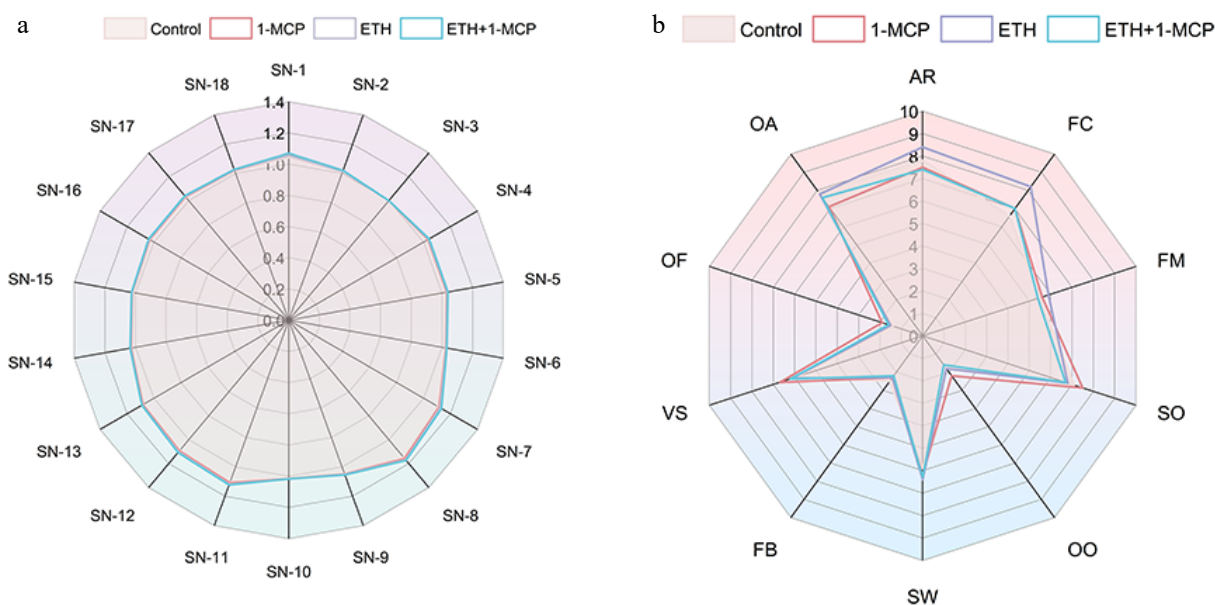 a
Control 1-MCP ETH ETH+1-MCP
SN-1
SN-18 SN-2
SN-17 SN-3
SN-16 SN-4
SN-15 SN-5
SN-14 SN-6
SN-13 SN-7
SN-12 SN-8
SN-11 SN-9
SN-10
1.4
1.2
1.0
0.8
0.6
0.4
0.2
0.0
b
Control 1-MCP ETH ETH+1-MCP
AR
OA FC
OF FM
VS SO
FB OO
SW
10
9
8
7
6
5
4
3
2
1
0